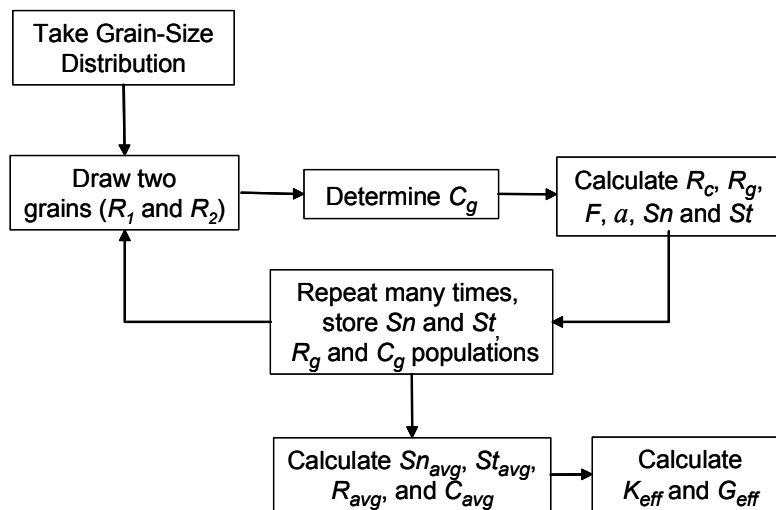 Take Grain-Size
Distribution
Draw two
grains (R1 and R2)
Determine Cg
Calculate Rc, Rg,
F, a, Sn and St
Repeat many times,
store Sn and St,
Rg and Cg populations
Calculate Snavg, Stavg,
Ravg, and Cavg
Calculate
Keff and Geff